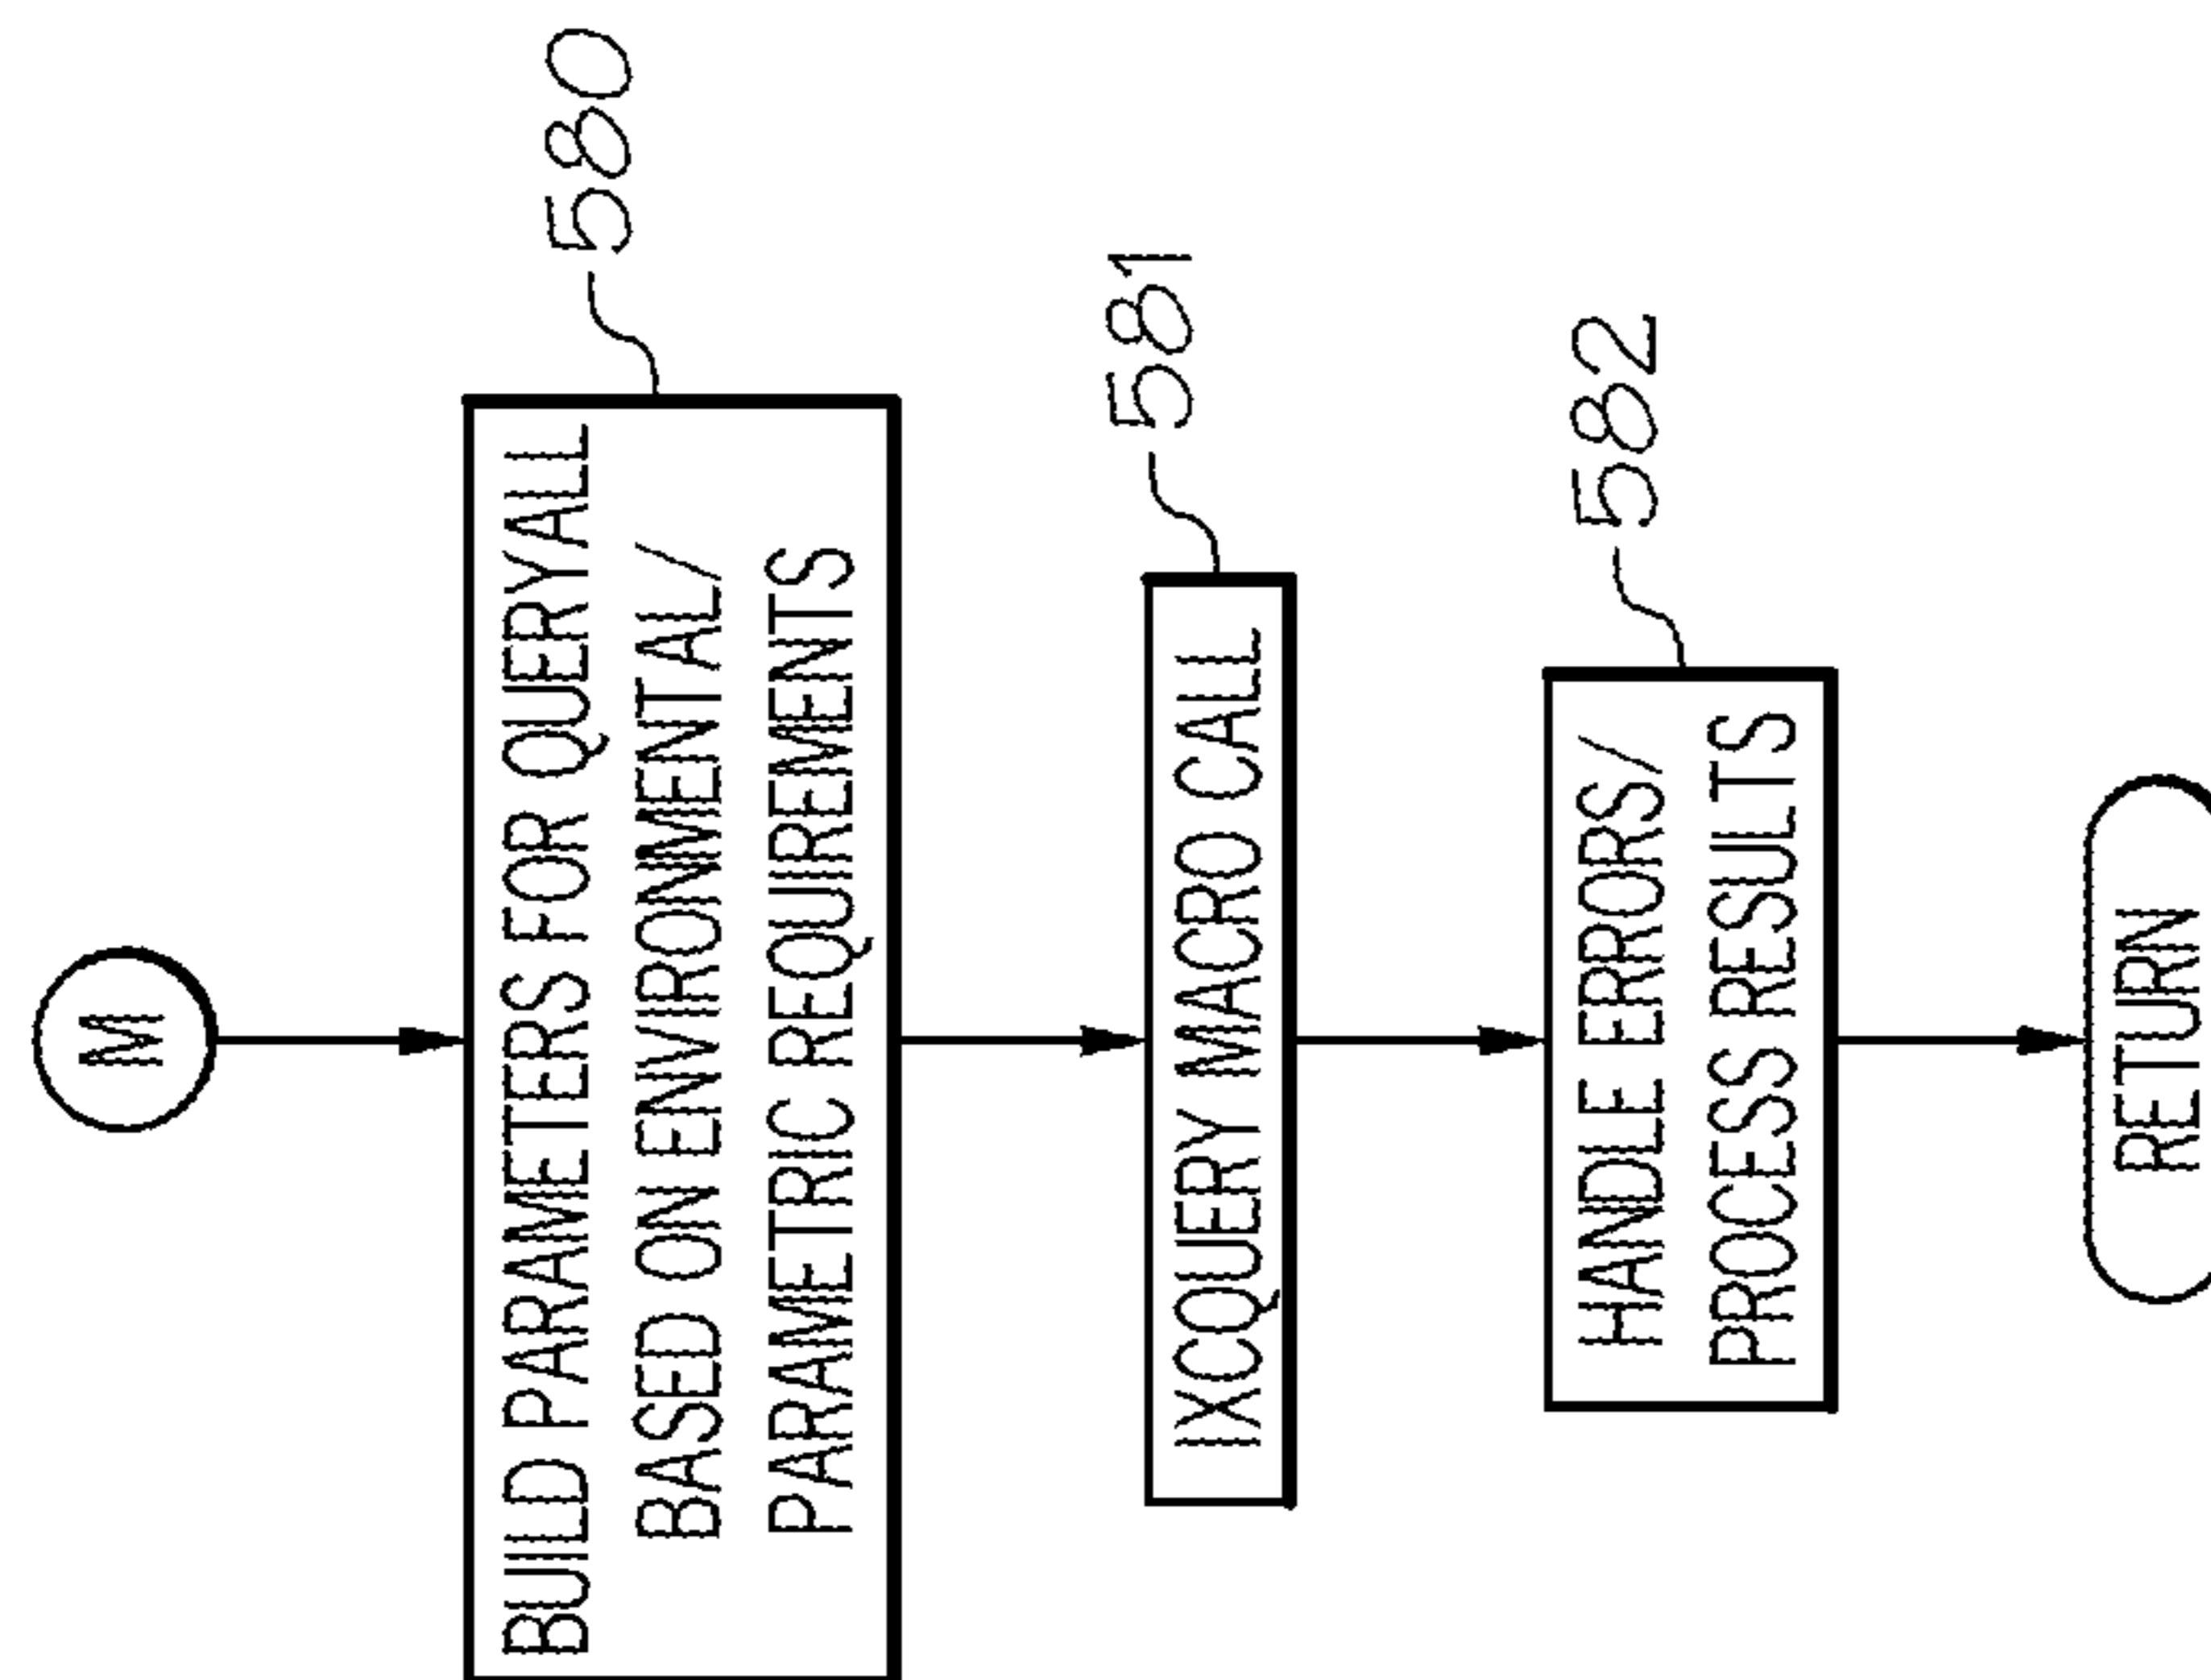 M
580
BUILD PARAMETERS FOR QUERYALL
BASED ON ENVIRONMENTAL/
PARAMETRIC REQUIREMENTS
581
IXCQUERY MACRO CALL
582
HANDLE ERRORS/
PROCESS RESULTS
RETURN